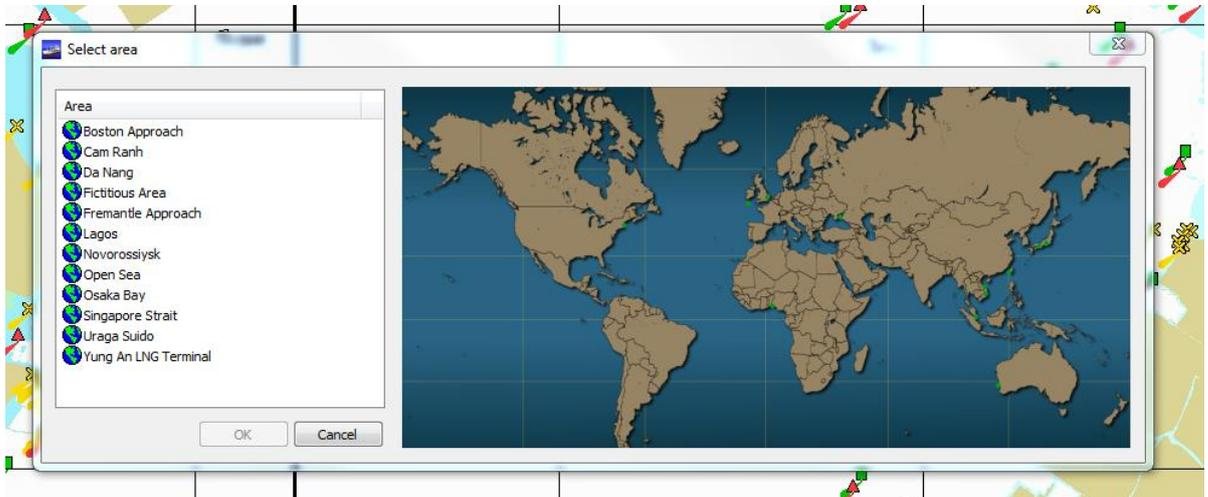 Select area
Area
Boston Approach
Cam Ranh
Da Nang
Fictitious Area
Fremantle Approach
Lagos
Novorossiysk
Open Sea
Osaka Bay
Singapore Strait
Uraga Suido
Yung An LNG Terminal
OK
Cancel